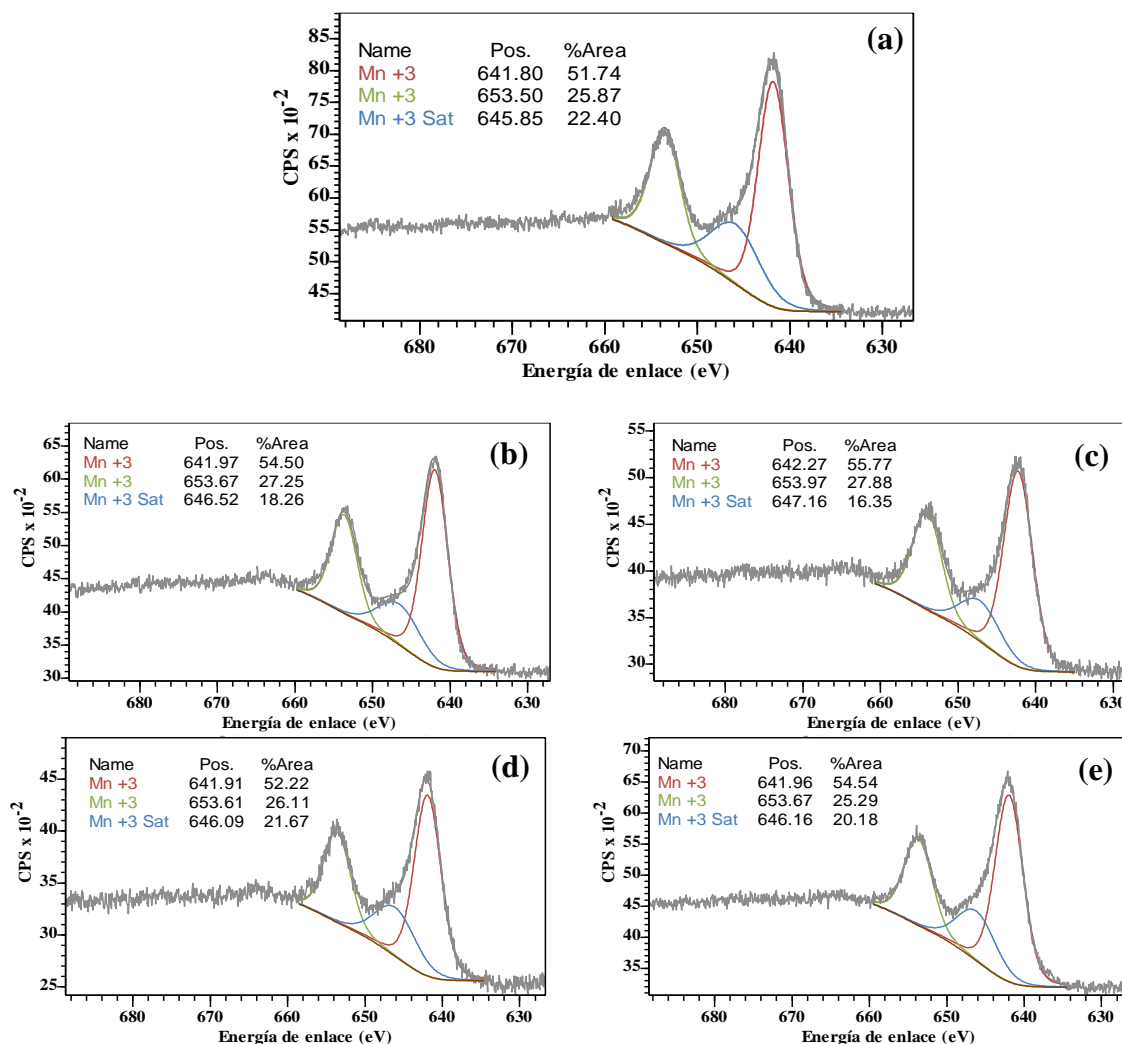 (a)
Name Pos. %Area
Mn +3 641.80 51.74
Mn +3 653.50 25.87
Mn +3 Sat 645.85 22.40
CPS x 10-2
85
80
75
70
65
60
55
50
45
680 670 660 650 640 630
Energía de enlace (eV)
(b)
Name Pos. %Area
Mn +3 641.97 54.50
Mn +3 653.67 27.25
Mn +3 Sat 646.52 18.26
CPS x 10-2
65
60
55
50
45
40
35
30
680 670 660 650 640 630
Energía de enlace (eV)
(c)
Name Pos. %Area
Mn +3 642.27 55.77
Mn +3 653.97 27.88
Mn +3 Sat 647.16 16.35
CPS x 10-2
55
50
45
40
35
30
680 670 660 650 640 630
Energía de enlace (eV)
(d)
Name Pos. %Area
Mn +3 641.91 52.22
Mn +3 653.61 26.11
Mn +3 Sat 646.09 21.67
CPS x 10-2
45
40
35
30
25
680 670 660 650 640 630
Energía de enlace (eV)
(e)
Name Pos. %Area
Mn +3 641.96 54.54
Mn +3 653.67 25.29
Mn +3 Sat 646.16 20.18
CPS x 10-2
70
65
60
55
50
45
40
35
680 670 660 650 640 630
Energía de enlace (eV)